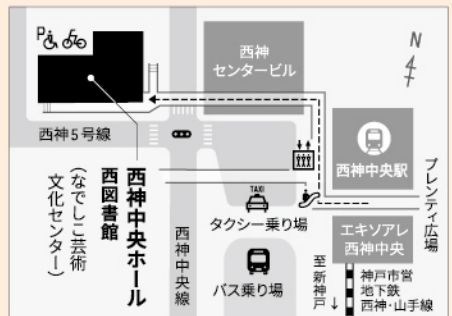 P
西神
センタービル
N
西神5号線
西神中央駅
プレンティ広場
西神中央ホール
西図書館
(なでしこ芸術
文化センター)
西神中央線
TAXI
タクシー乗り場
バス乗り場
エキソアレ
西神中央
至新神戸↓
神戸市営
地下鉄
西神・山手線